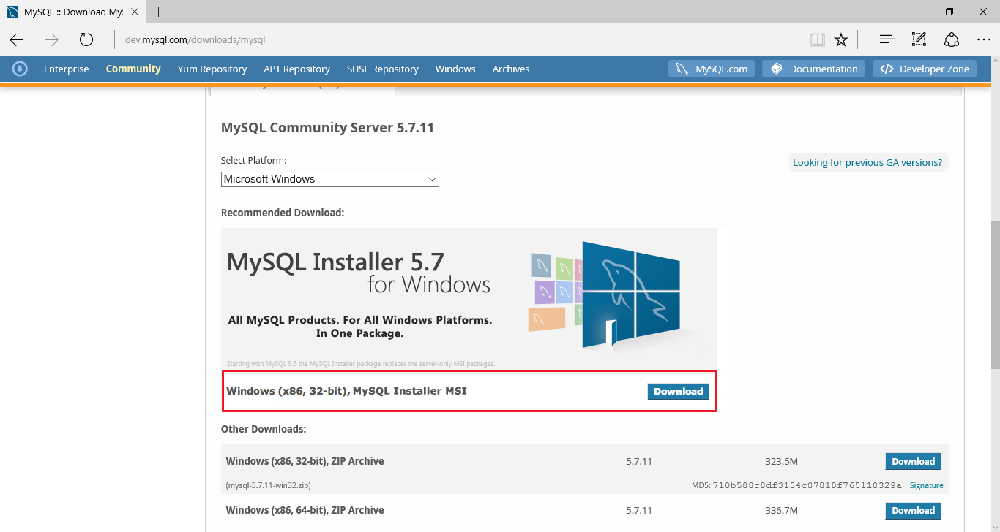 MySQL :: Download My
dev.mysql.com/downloads/mysql
Enterprise Community Yum Repository APT Repository SUSE Repository Windows Archives MySQL.com Documentation Developer Zone
MySQL Community Server 5.7.11
Select Platform:
Looking for previous GA versions?
Microsoft Windows
Recommended Download:
MySQL Installer 5.7
for Windows
All MySQL Products. For All Windows Platforms.
In One Package.
Starting with MySQL 5.6 the MySQL Installer package replaces the server-only MSI packages.
Windows (x86, 32-bit), MySQL Installer MSI Download
Other Downloads:
Windows (x86, 32-bit), ZIP Archive 5.7.11 323.5M Download
(mysql-5.7.11-win32.zip) MD5: 710b588c8df3134c87818f765118329a | Signature
Windows (x86, 64-bit), ZIP Archive 5.7.11 336.7M Download